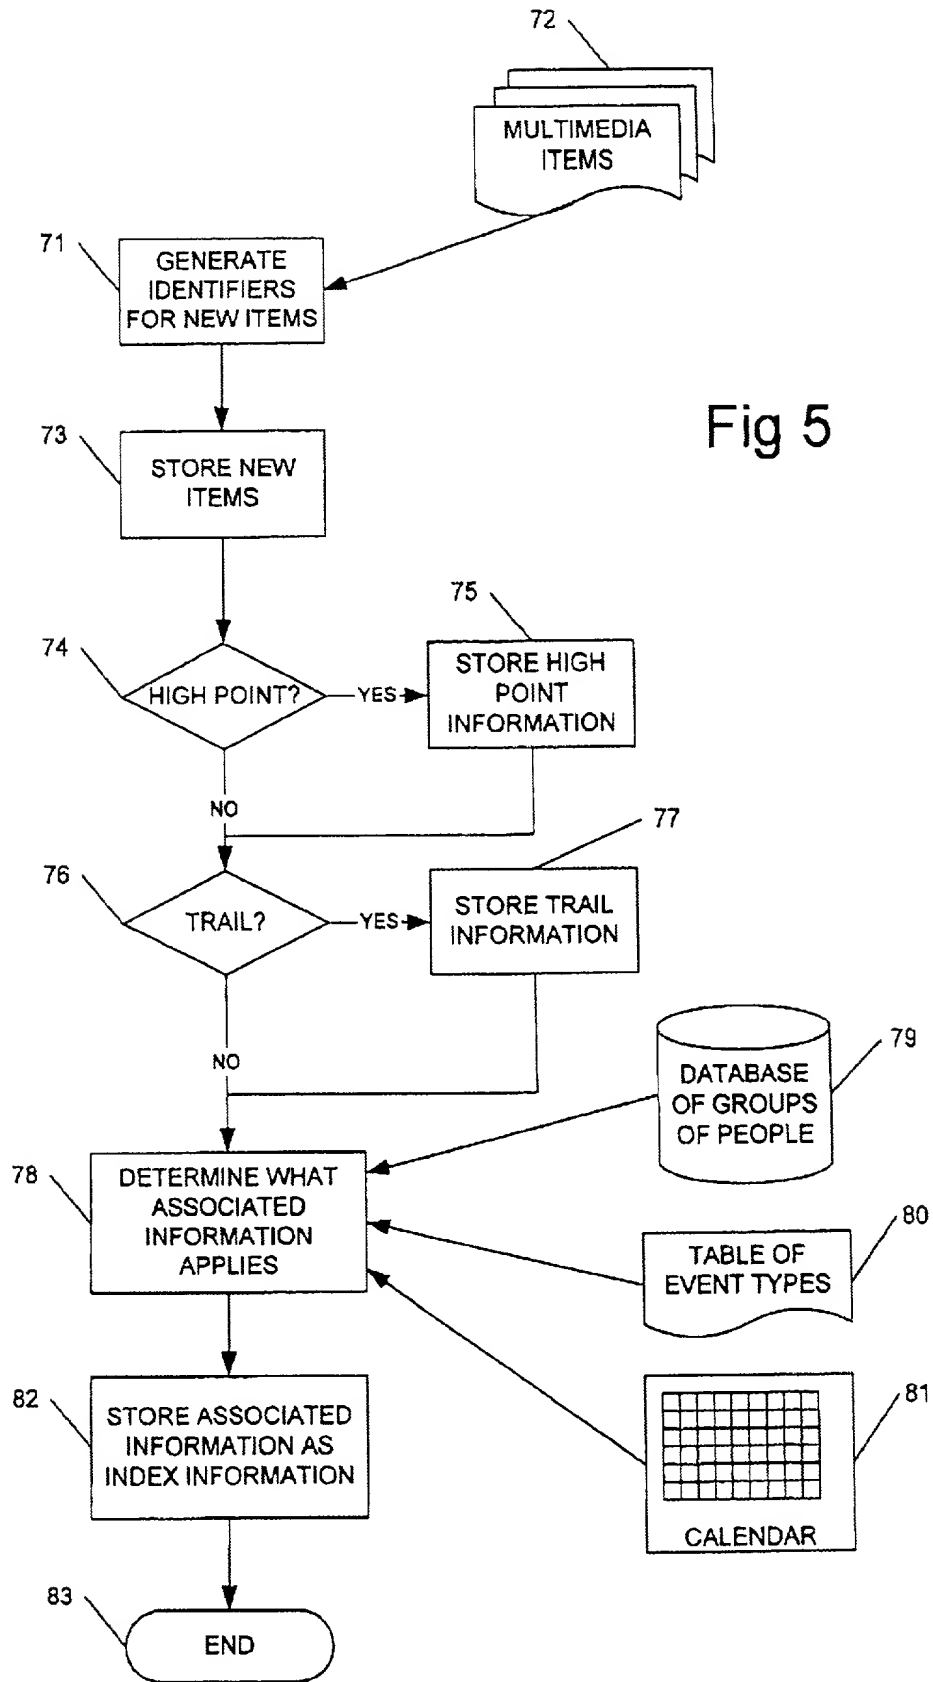 72
MULTIMEDIA
ITEMS
71
GENERATE
IDENTIFIERS
FOR NEW ITEMS
Fig 5
73
STORE NEW
ITEMS
75
74
HIGH POINT?
YES
STORE HIGH
POINT
INFORMATION
NO
77
76
TRAIL?
YES
STORE TRAIL
INFORMATION
NO
79
DATABASE
OF GROUPS
OF PEOPLE
78
DETERMINE WHAT
ASSOCIATED
INFORMATION
APPLIES
80
TABLE OF
EVENT TYPES
82
STORE ASSOCIATED
INFORMATION AS
INDEX INFORMATION
81
CALENDAR
83
END